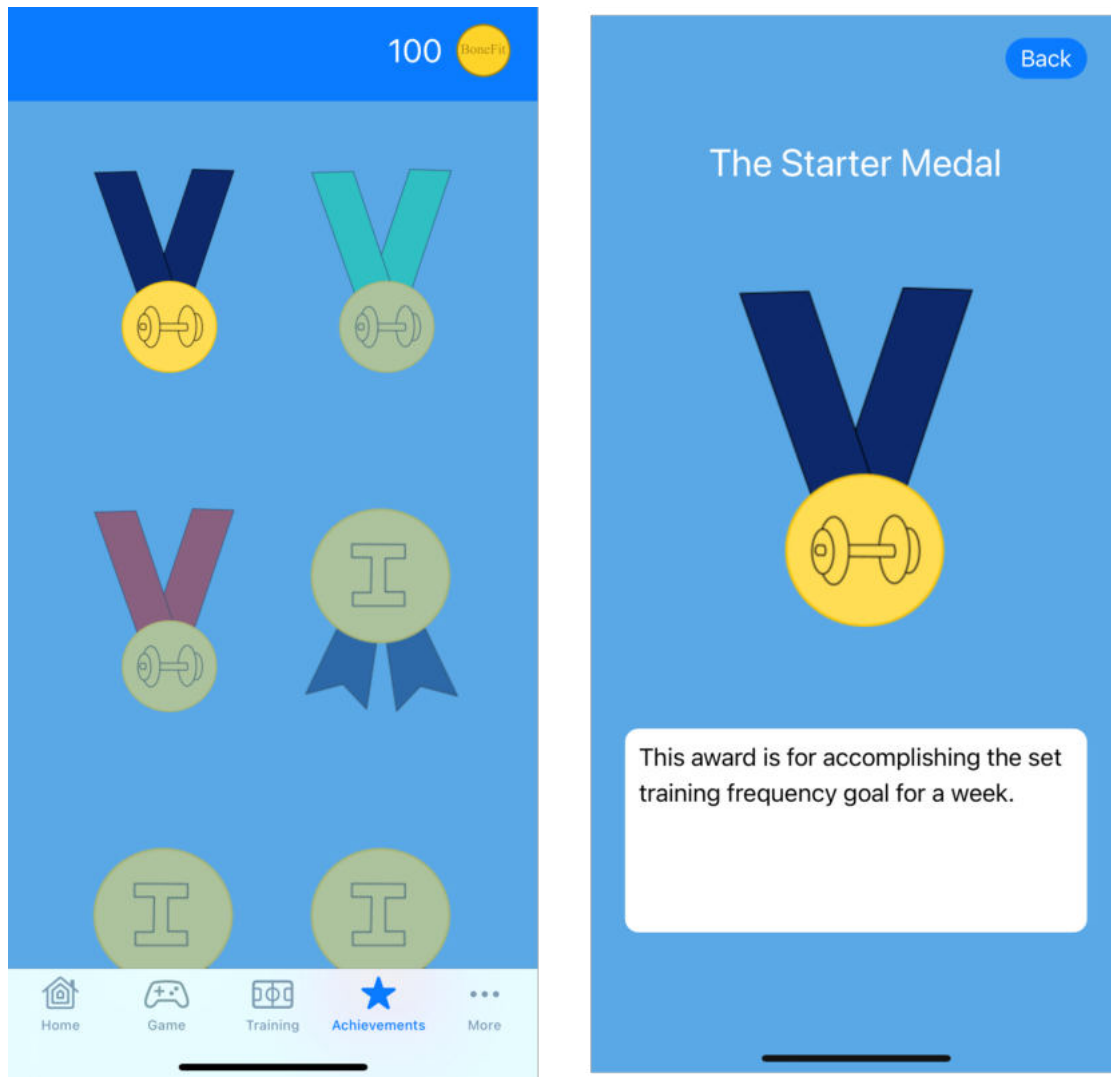 100
BoneFit
I
I
I
Home
Game
Training
Achievements
More
Back
The Starter Medal
This award is for accomplishing the set
training frequency goal for a week.